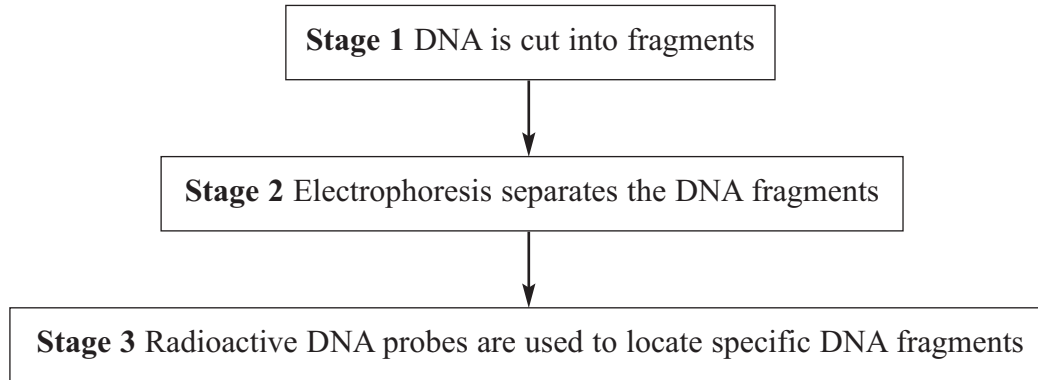 Stage 1 DNA is cut into fragments
Stage 2 Electrophoresis separates the DNA fragments
Stage 3 Radioactive DNA probes are used to locate specific DNA fragments